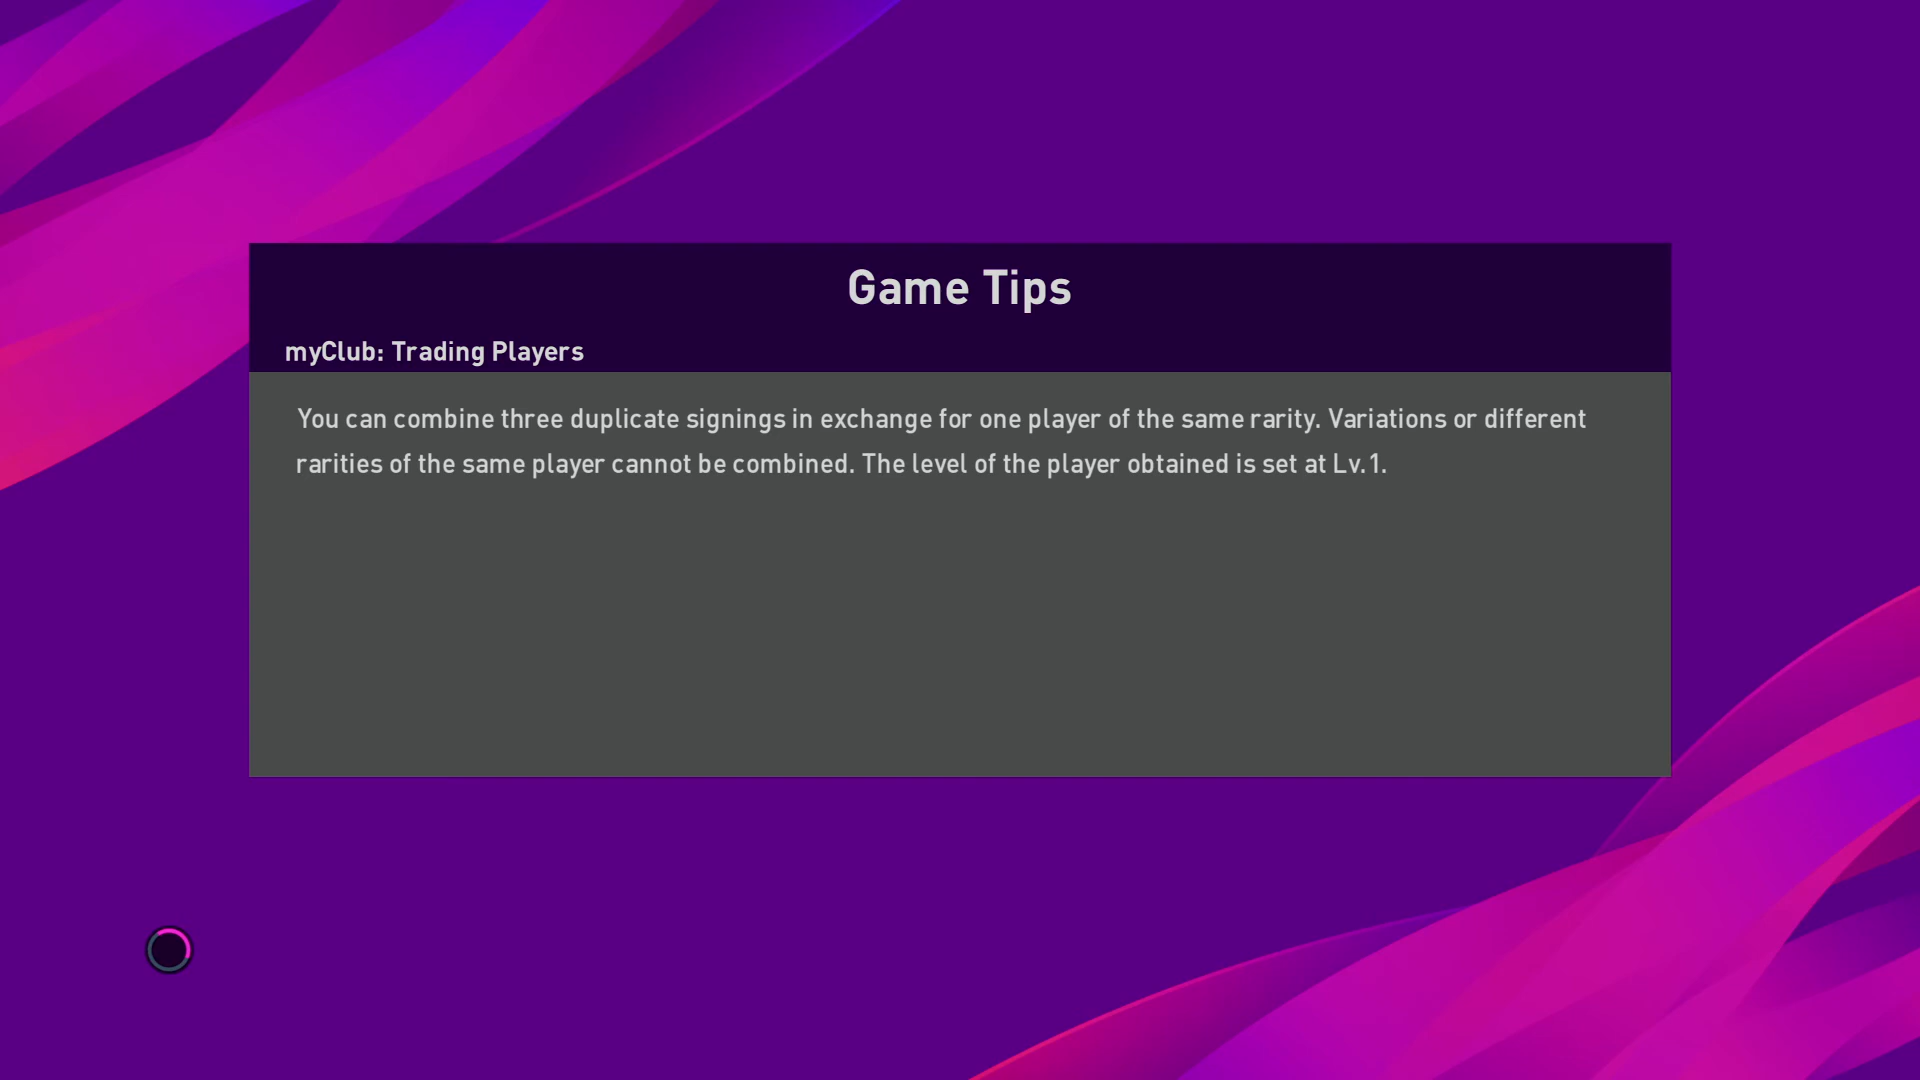 Game Tips
myClub: Trading Players
You can combine three duplicate signings in exchange for one player of the same rarity. Variations or different
rarities of the same player cannot be combined. The level of the player obtained is set at Lv.1.